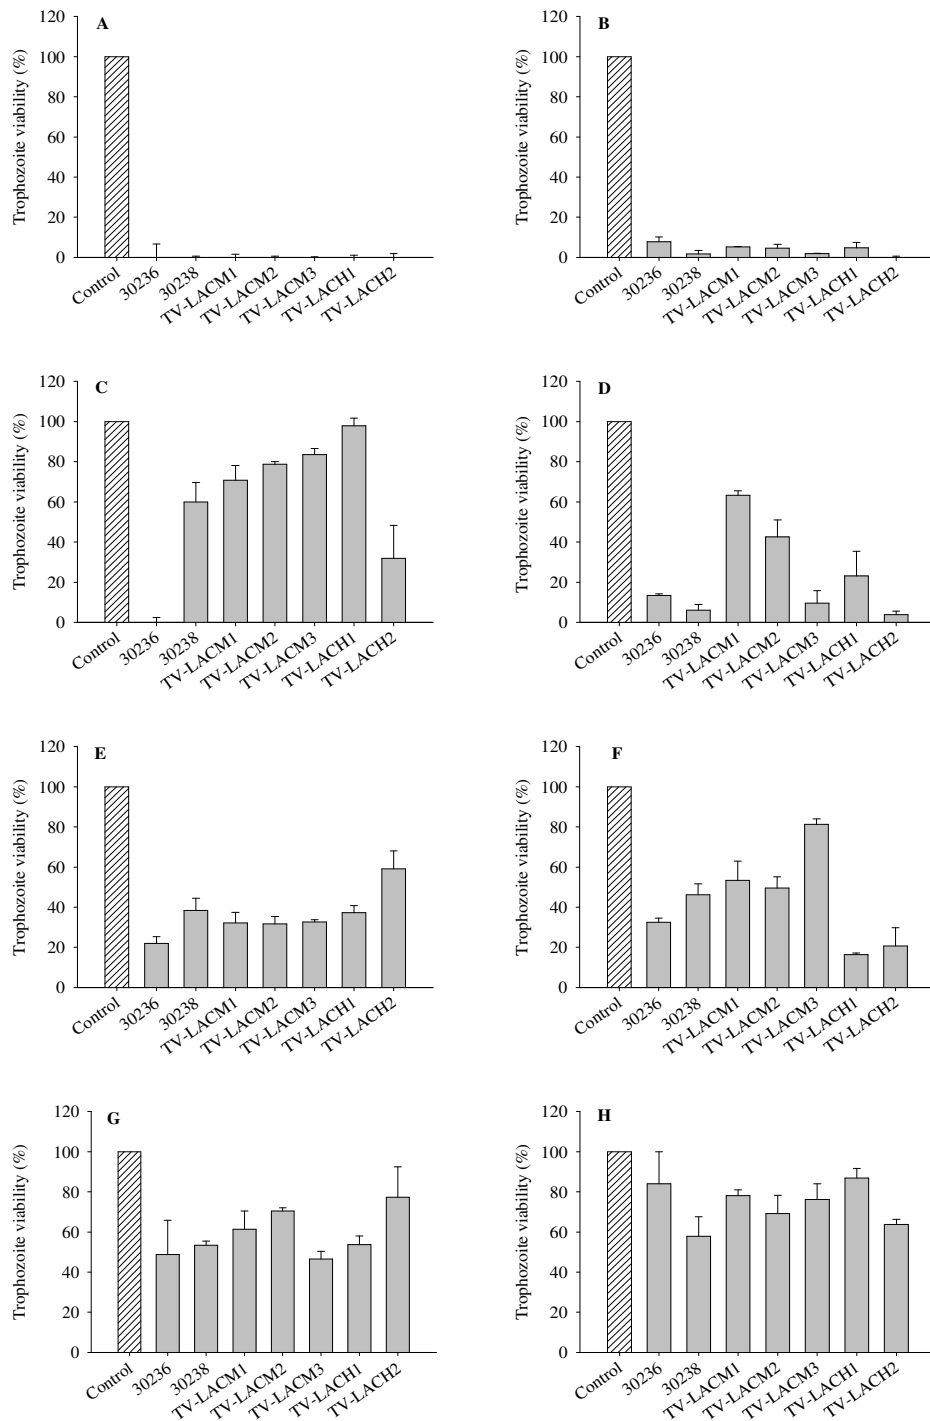 A
Trophozoite viability (%)
120
100
80
60
40
20
0
Control
30236
30238
TV-LACM1
TV-LACM2
TV-LACM3
TV-LACH1
TV-LACH2
B
Trophozoite viability (%)
120
100
80
60
40
20
0
Control
30236
30238
TV-LACM1
TV-LACM2
TV-LACM3
TV-LACH1
TV-LACH2
C
Trophozoite viability (%)
120
100
80
60
40
20
0
Control
30236
30238
TV-LACM1
TV-LACM2
TV-LACM3
TV-LACH1
TV-LACH2
D
Trophozoite viability (%)
120
100
80
60
40
20
0
Control
30236
30238
TV-LACM1
TV-LACM2
TV-LACM3
TV-LACH1
TV-LACH2
E
Trophozoite viability (%)
120
100
80
60
40
20
0
Control
30236
30238
TV-LACM1
TV-LACM2
TV-LACM3
TV-LACH1
TV-LACH2
F
Trophozoite viability (%)
120
100
80
60
40
20
0
Control
30236
30238
TV-LACM1
TV-LACM2
TV-LACM3
TV-LACH1
TV-LACH2
G
Trophozoite viability (%)
120
100
80
60
40
20
0
Control
30236
30238
TV-LACM1
TV-LACM2
TV-LACM3
TV-LACH1
TV-LACH2
H
Trophozoite viability (%)
120
100
80
60
40
20
0
Control
30236
30238
TV-LACM1
TV-LACM2
TV-LACM3
TV-LACH1
TV-LACH2